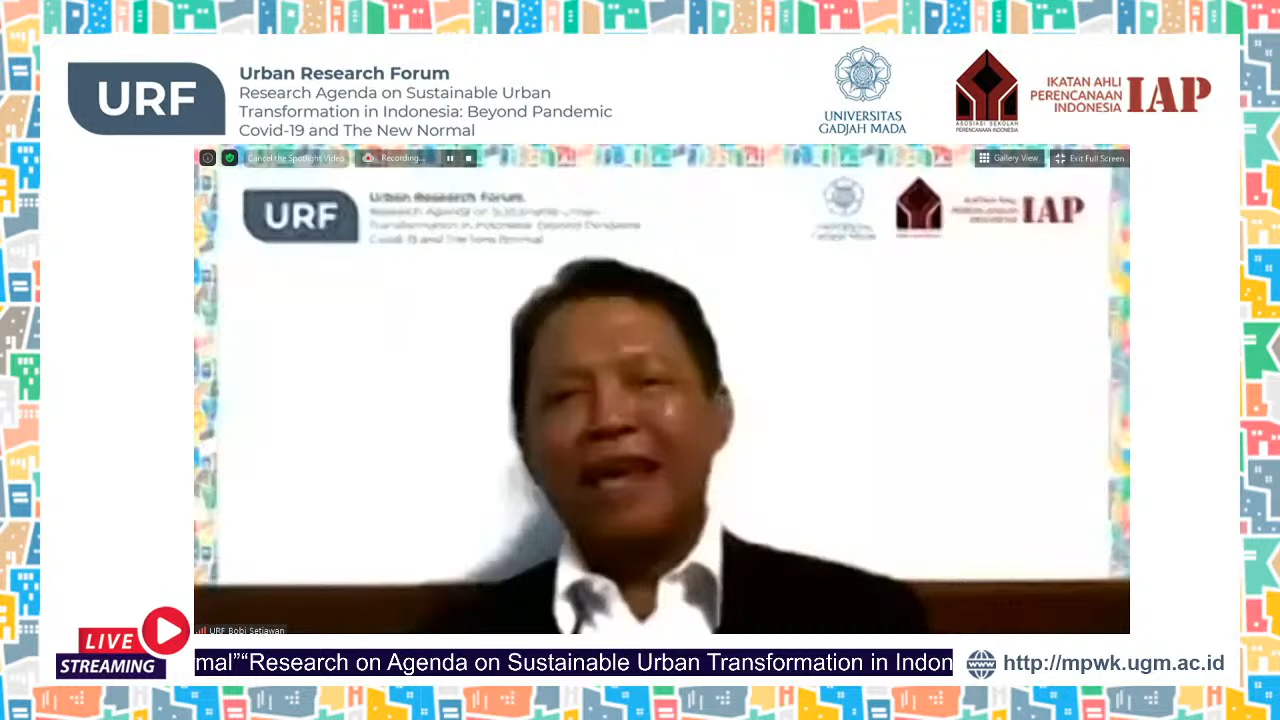 URF
Urban Research Forum
Research Agenda on Sustainable Urban
Transformation in Indonesia: Beyond Pandemic
Covid-19 and The New Normal
UNIVERSITAS
GADJAH MADA
ASOSIASI SEKOLAH
PERENCANAAN INDONESIA
IKATAN AHLI
PERENCANAAN
INDONESIA
IAP
Cancel the Spotlight Video
Recording...
Gallery View
Exit Full Screen
URF
Urban Research Forum
IAP
URF Bobi Setiawan
LIVE
STREAMING
mal”“Research on Agenda on Sustainable Urban Transformation in Indon
http://mpwk.ugm.ac.id